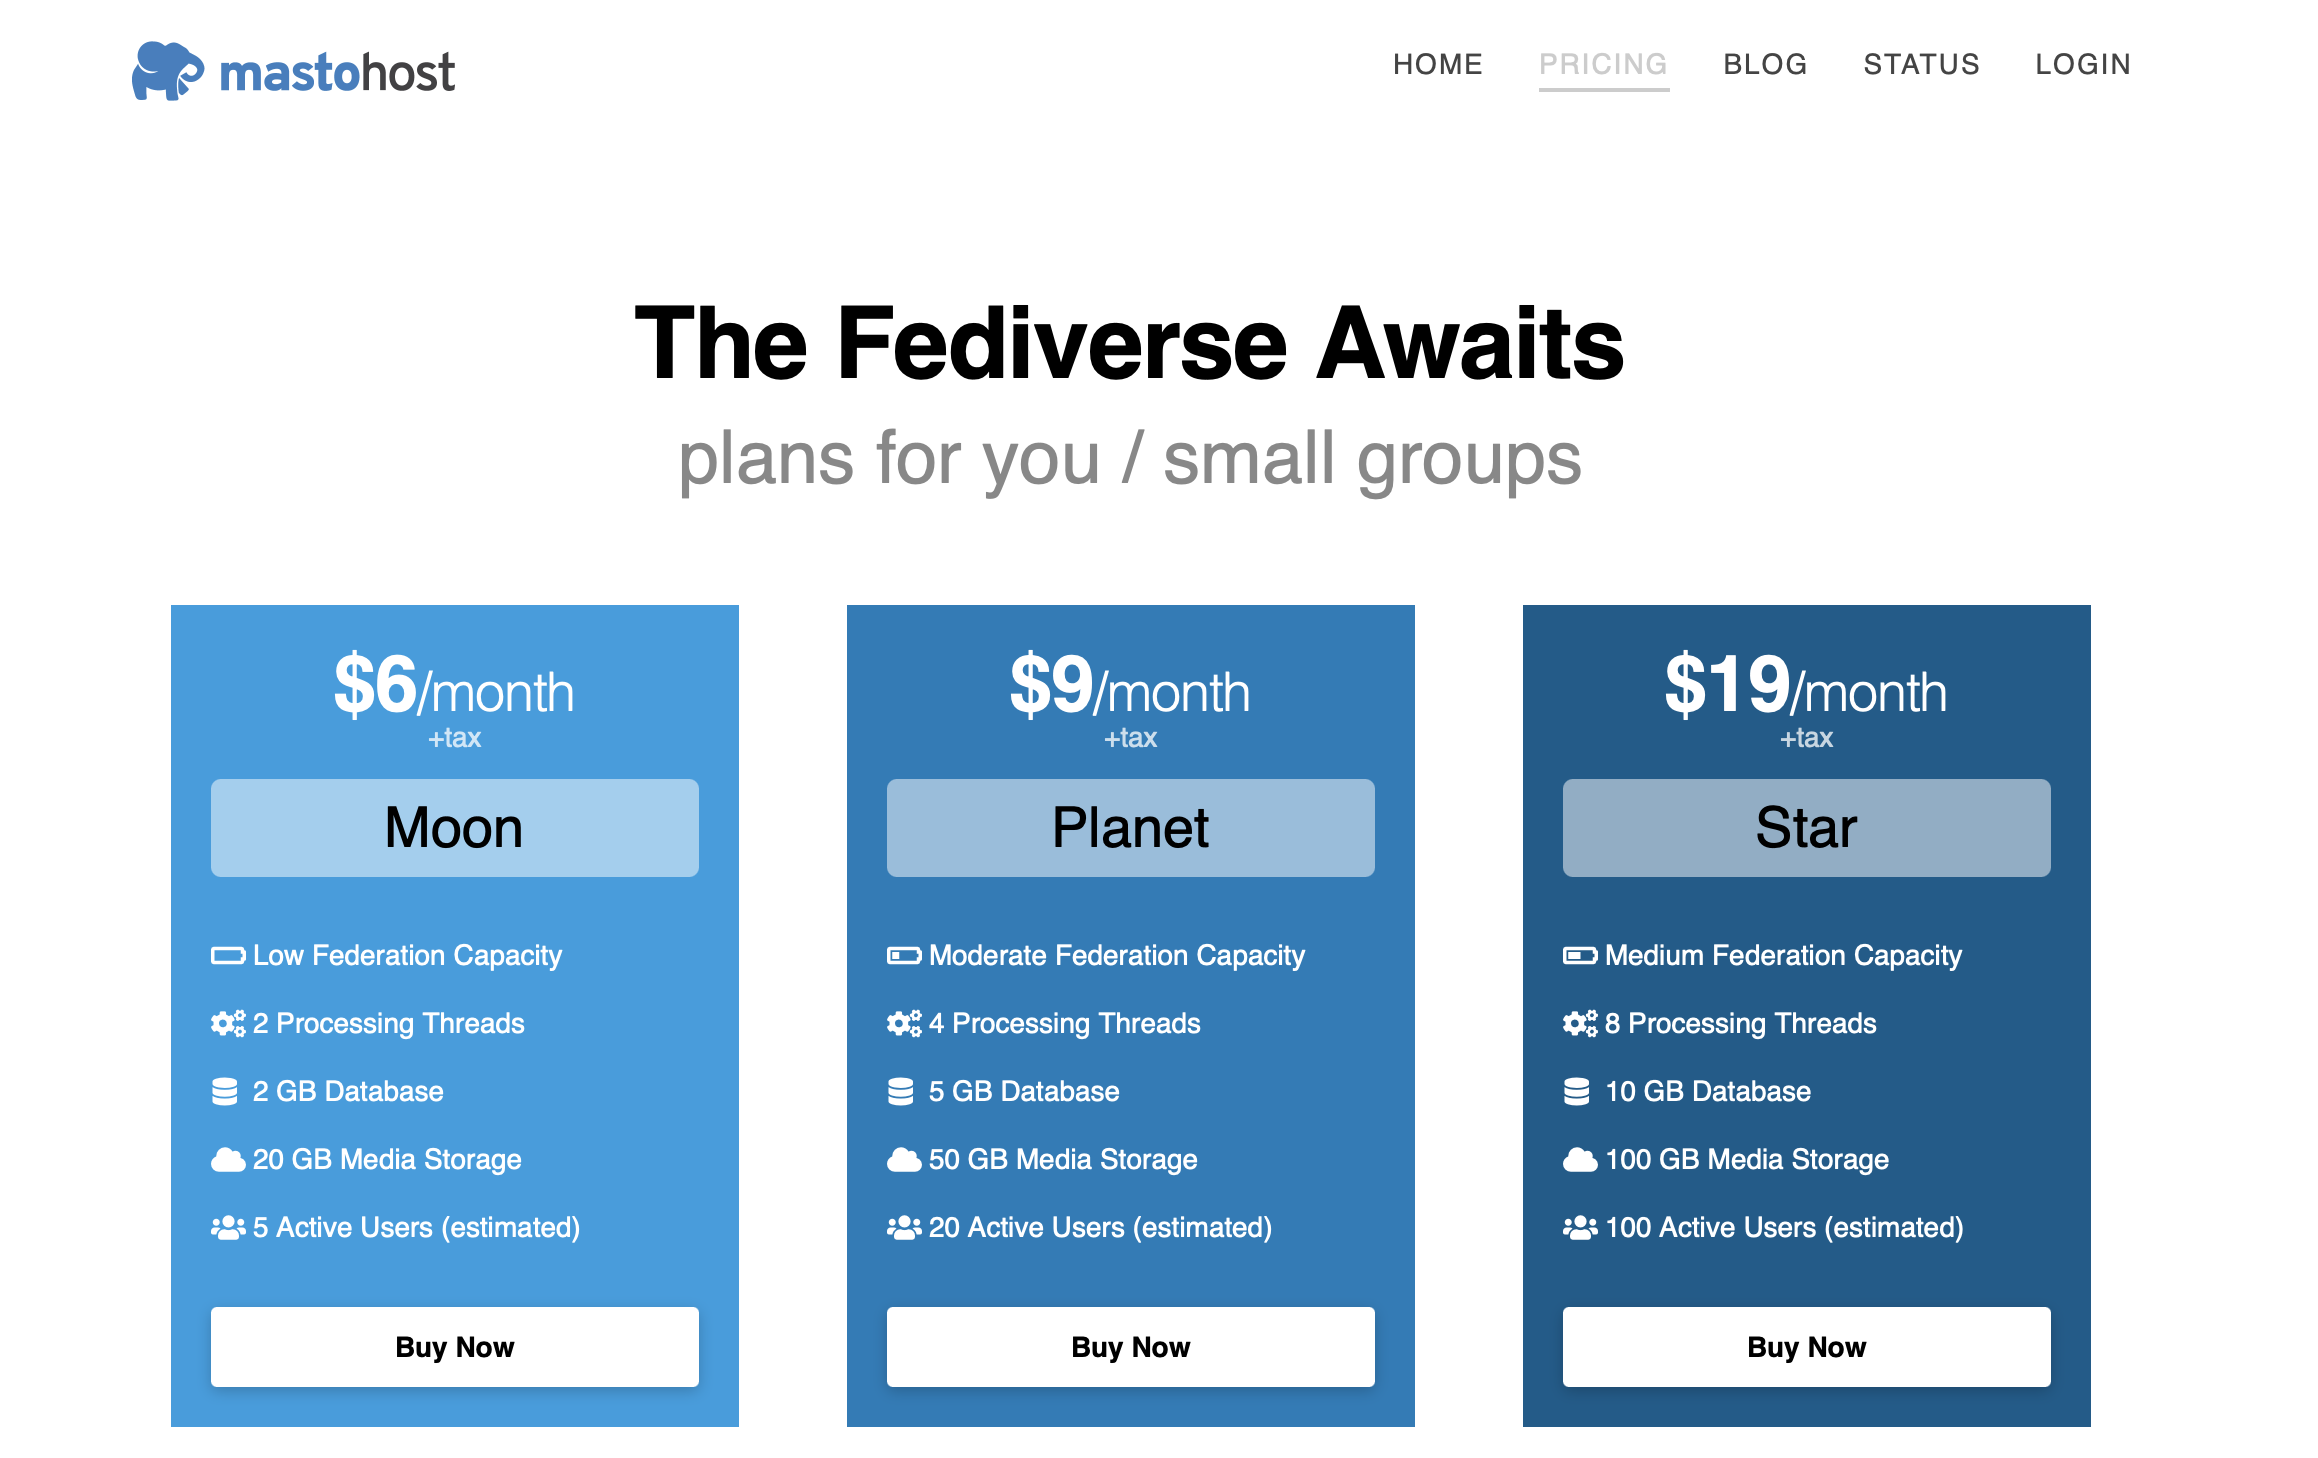 mastohost
HOME PRICING BLOG STATUS LOGIN
The Fediverse Awaits
plans for you / small groups
$6/month
+tax
Moon
Low Federation Capacity
2 Processing Threads
2 GB Database
20 GB Media Storage
5 Active Users (estimated)
Buy Now
$9/month
+tax
Planet
Moderate Federation Capacity
4 Processing Threads
5 GB Database
50 GB Media Storage
20 Active Users (estimated)
Buy Now
$19/month
+tax
Star
Medium Federation Capacity
8 Processing Threads
10 GB Database
100 GB Media Storage
100 Active Users (estimated)
Buy Now